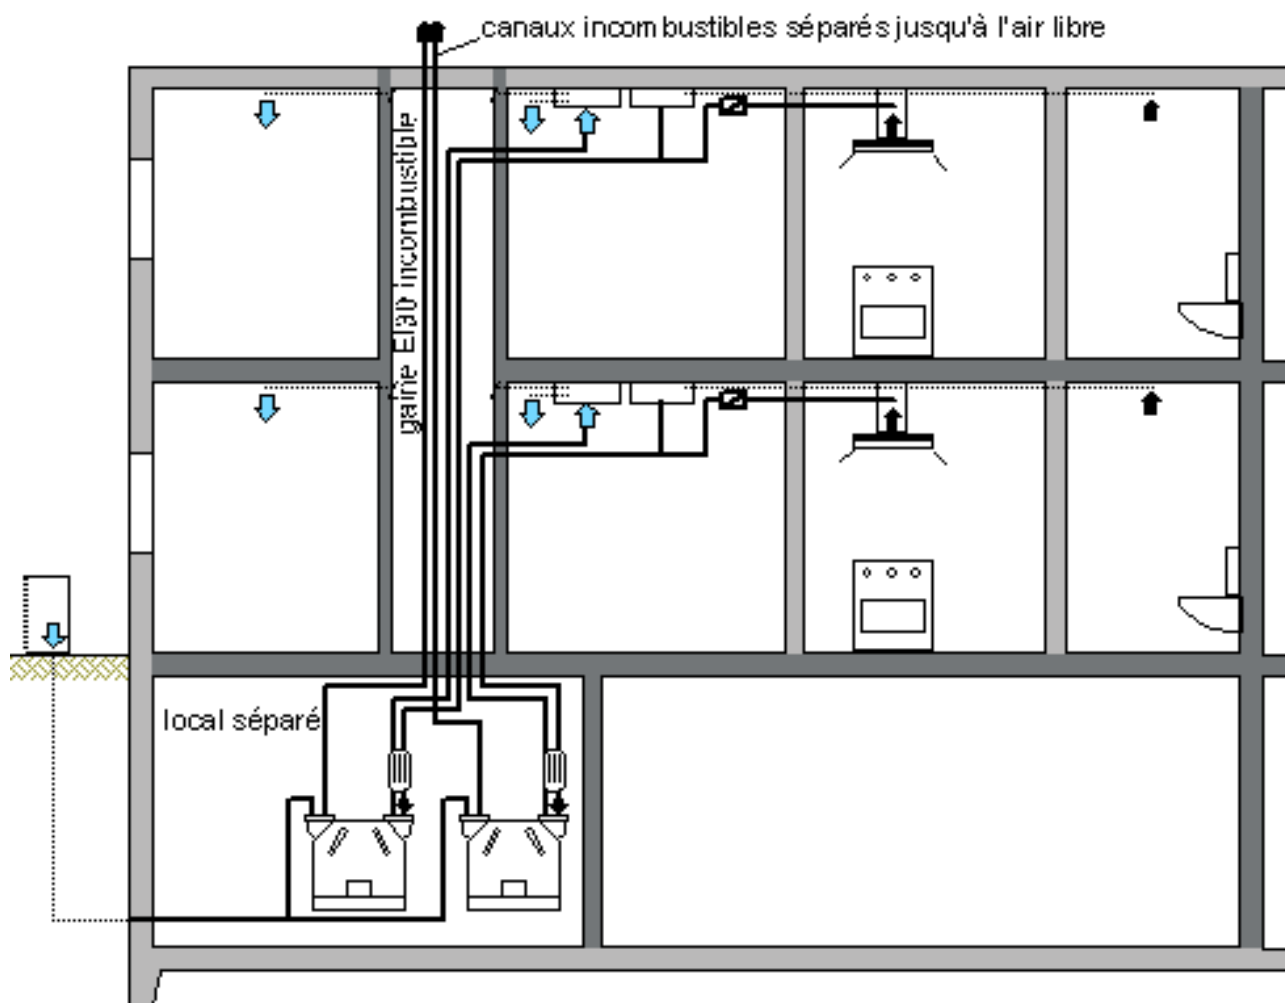 canaux incombustibles séparés jusqu'à l'air libre
gaine EI30 incombustible
local séparé